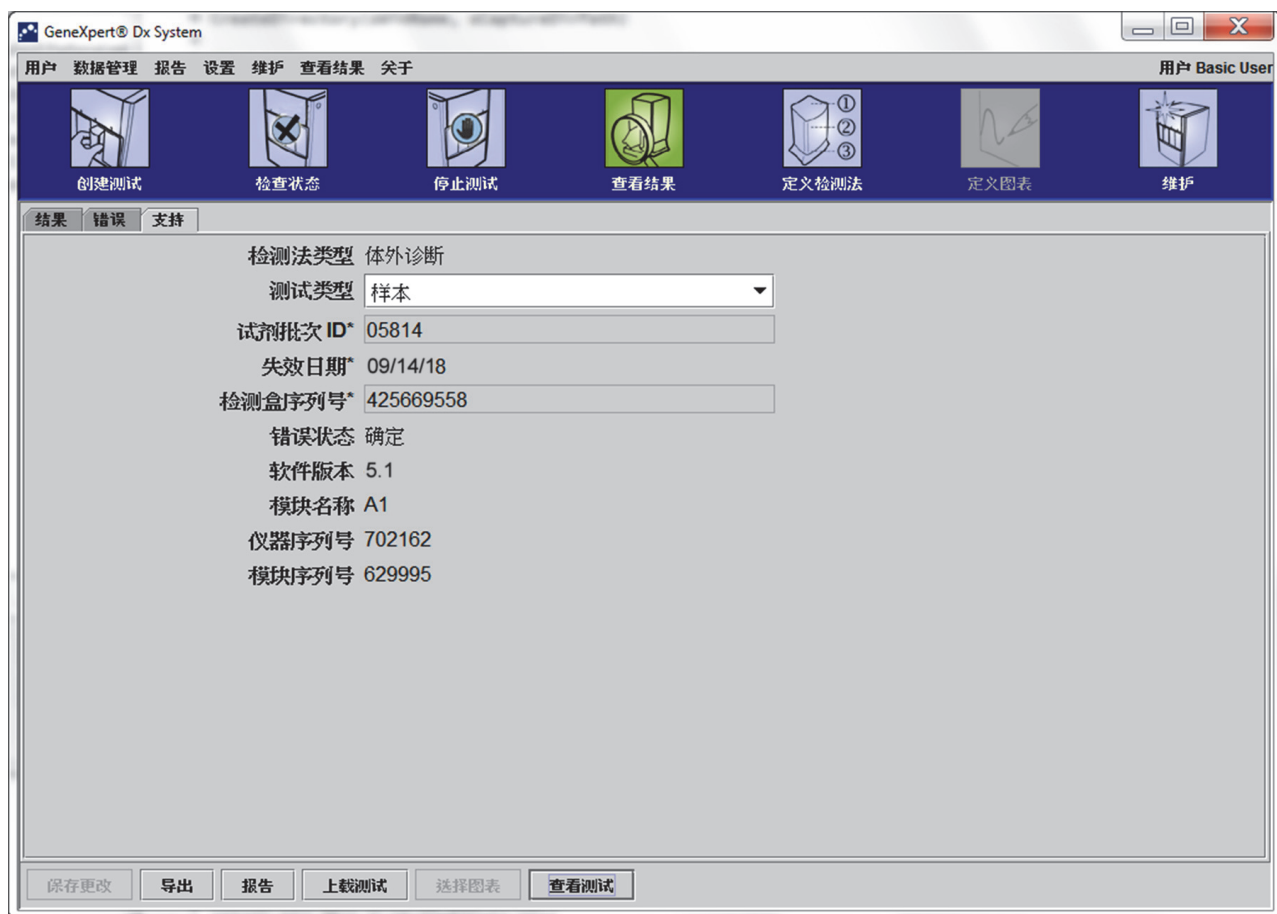 GeneXpert® Dx System
用户 数据管理 报告 设置 维护 查看结果 关于 用户 Basic User
① ② ③
创建测试 检查状态 停止测试 查看结果 定义检测法 定义图表 维护
结果 错误 支持
检测法类型 体外诊断
测试类型 样本
试剂批次 ID* 05814
失效日期* 09/14/18
检测盒序列号* 425669558
错误状态 确定
软件版本 5.1
模块名称 A1
仪器序列号 702162
模块序列号 629995
保存更改 导出 报告 上载测试 选择图表 查看测试